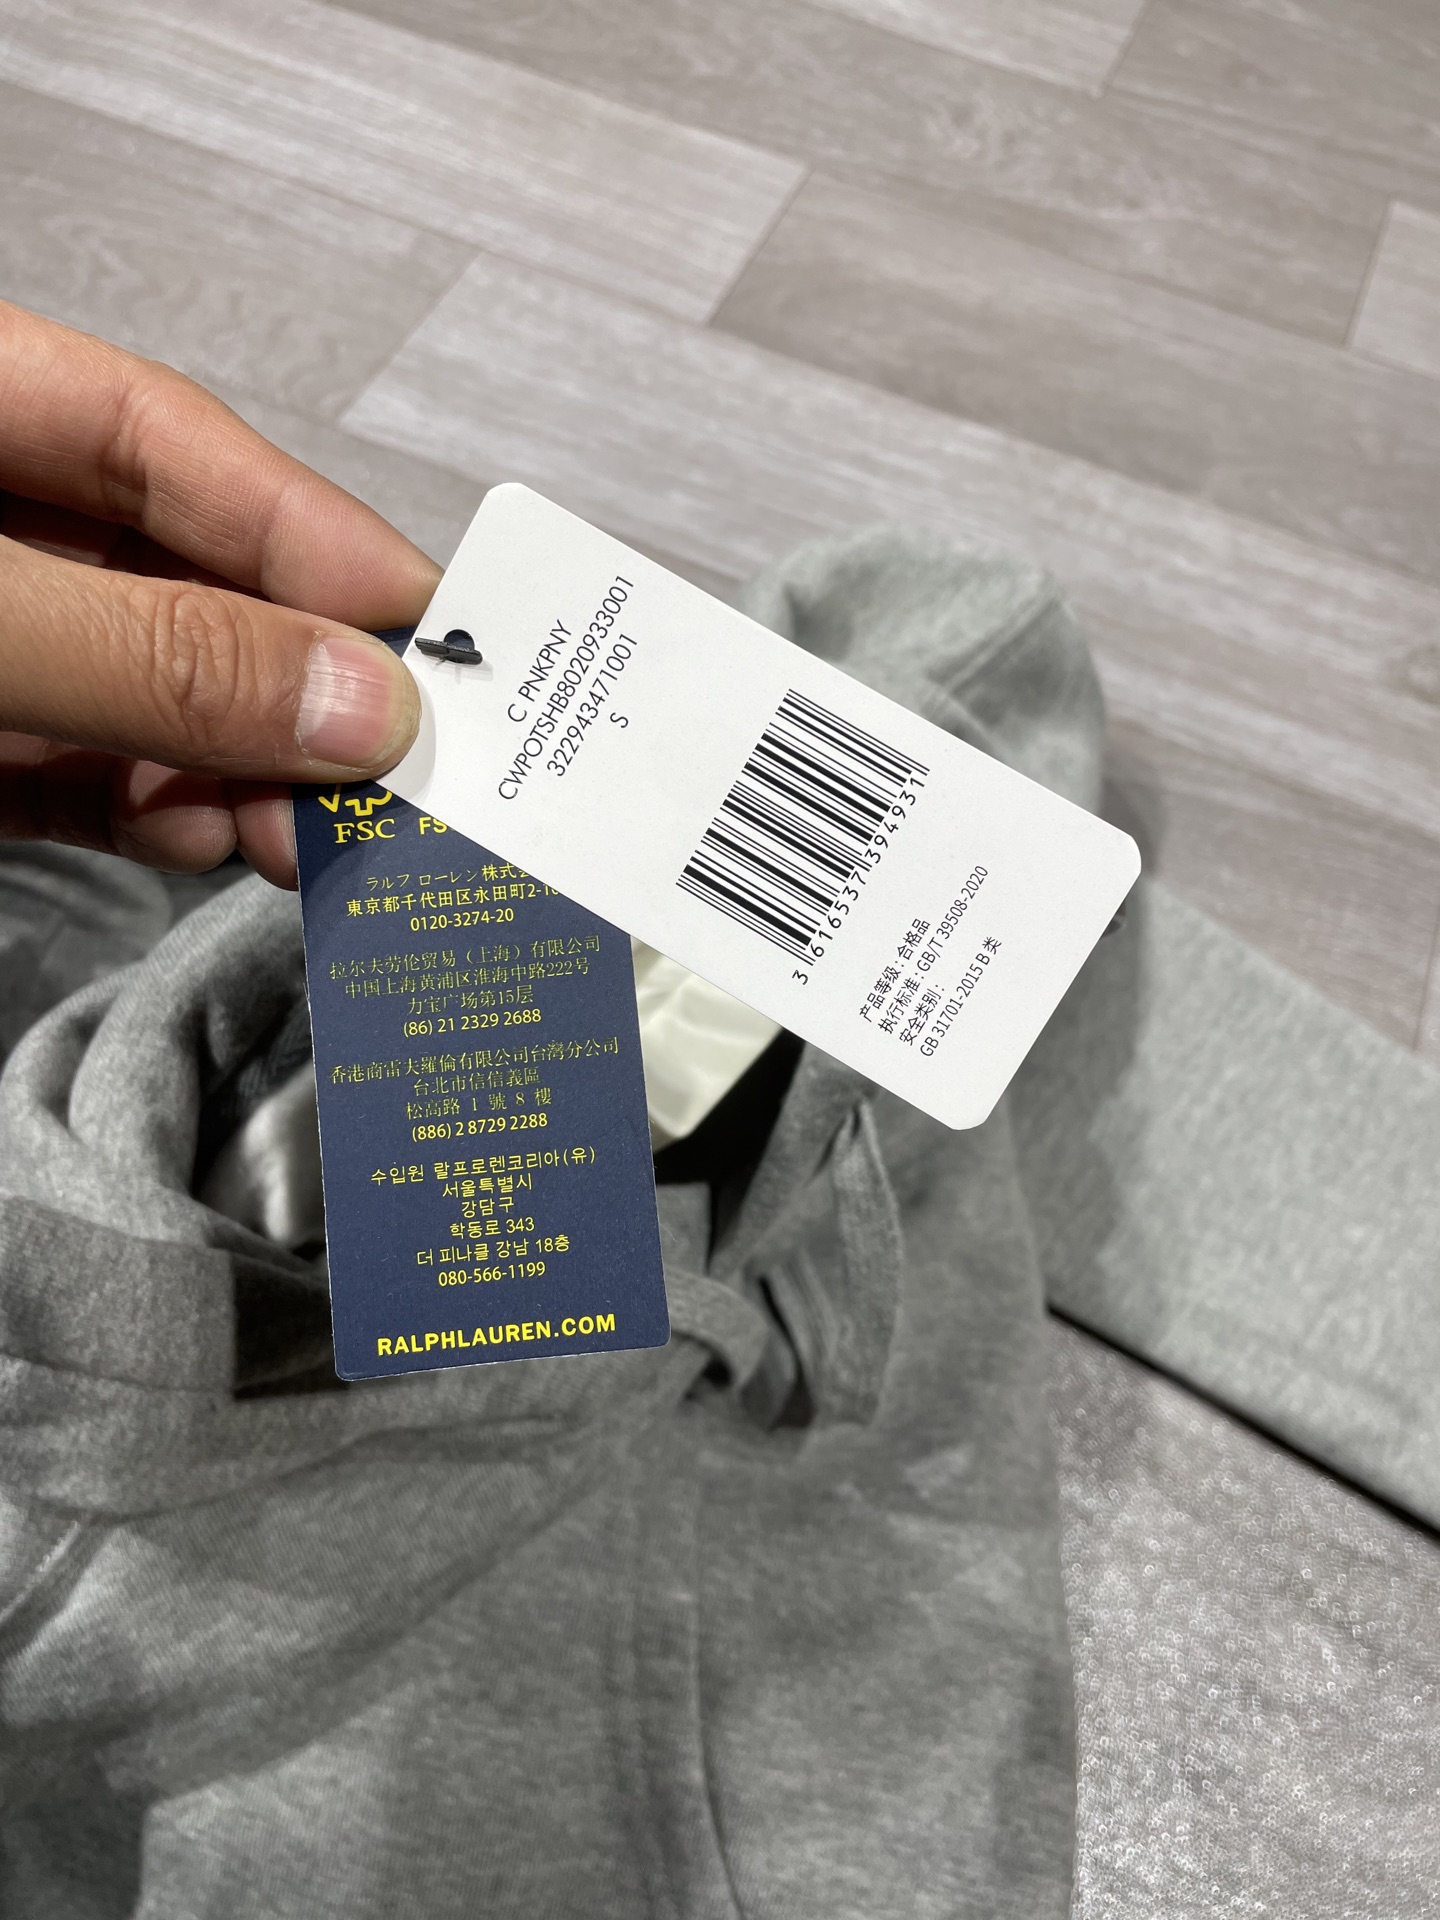 C PNKPNY
CWPOTSHB8020933001
322943471001
S
3 616537 394931
产品等级：合格品
执行标准：GB/T 39508-2020
安全类别：
GB 31701-2015 B 类
FSC
ラルフ ローレン株式
東京都千代田区永田町2-1
0120-3274-20
拉尔夫劳伦贸易（上海）有限公司
中国上海黄浦区淮海中路222号
力宝广场第15层
(86) 21 2329 2688
香港商雷夫羅倫有限公司台灣分公司
台北市信信義區
松高路 1 號 8 樓
(886) 2 8729 2288
수입원 랄프로렌코리아(유)
서울특별시
강담구
학동로 343
더 피나클 강남 18층
080-566-1199
RALPHLAUREN.COM